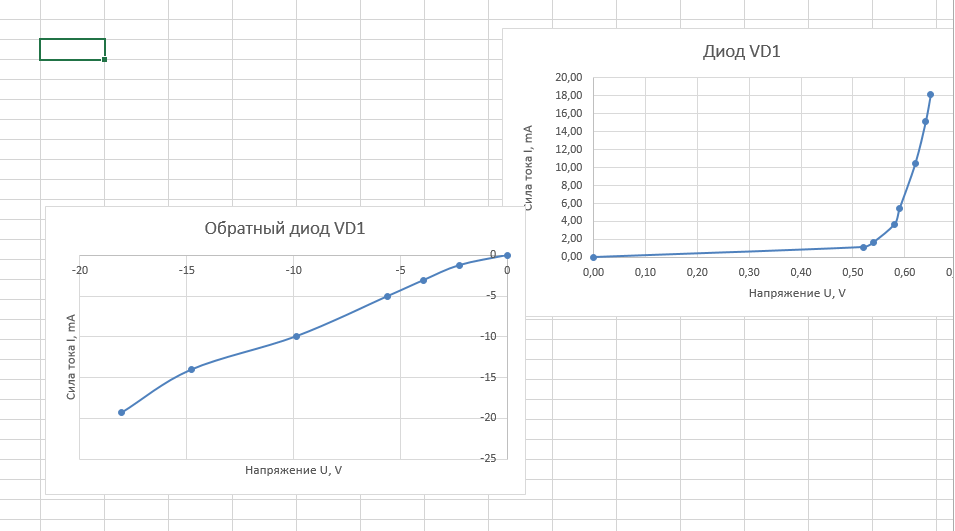 Диод VD1
20,00
18,00
16,00
14,00
12,00
10,00
8,00
6,00
4,00
2,00
0,00
Сила тока I, mA
0,00 0,10 0,20 0,30 0,40 0,50 0,60 0,
Напряжение U, V
Обратный диод VD1
-20 -15 -10 -5 0
0
-5
-10
-15
-20
-25
Сила тока I, mA
Напряжение U, V